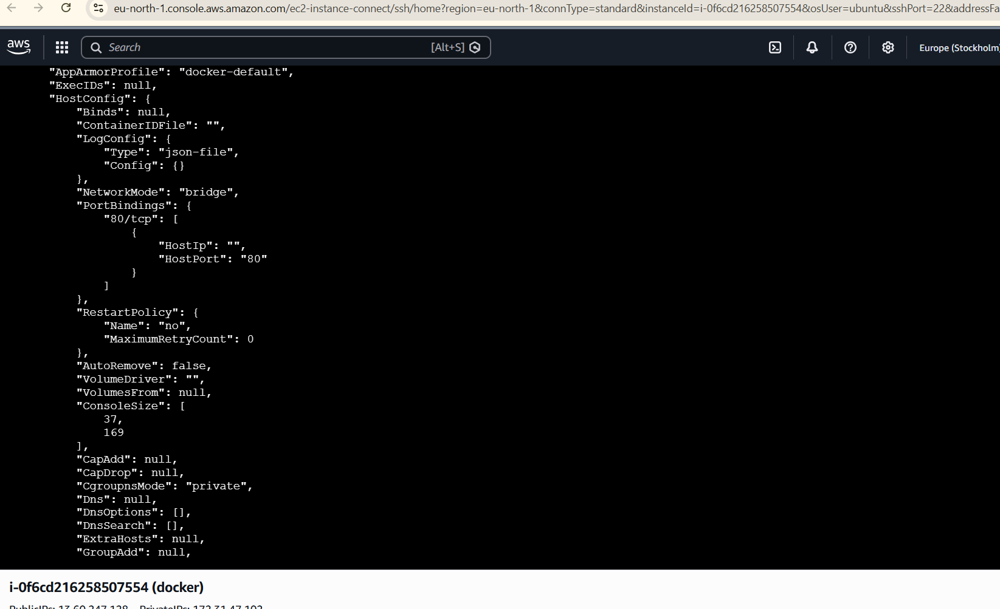 eu-north-1.console.aws.amazon.com/ec2-instance-connect/ssh/home?region=eu-north-1&connType=standard&instanceId=i-0f6cd216258507554&osUser=ubuntu&sshPort=22&addressFa
aws Search [Alt+S] Europe (Stockholm)
"AppArmorProfile": "docker-default",
"ExecIDs": null,
"HostConfig": {
"Binds": null,
"ContainerIDFile": "",
"LogConfig": {
"Type": "json-file",
"Config": {}
},
"NetworkMode": "bridge",
"PortBindings": {
"80/tcp": [
{
"HostIp": "",
"HostPort": "80"
}
]
},
"RestartPolicy": {
"Name": "no",
"MaximumRetryCount": 0
},
"AutoRemove": false,
"VolumeDriver": "",
"VolumesFrom": null,
"ConsoleSize": [
37,
169
],
"CapAdd": null,
"CapDrop": null,
"CgroupnsMode": "private",
"Dns": null,
"DnsOptions": [],
"DnsSearch": [],
"ExtraHosts": null,
"GroupAdd": null,
i-0f6cd216258507554 (docker)
PublicIPs: 13.60.247.128 PrivateIPs: 172.31.47.102